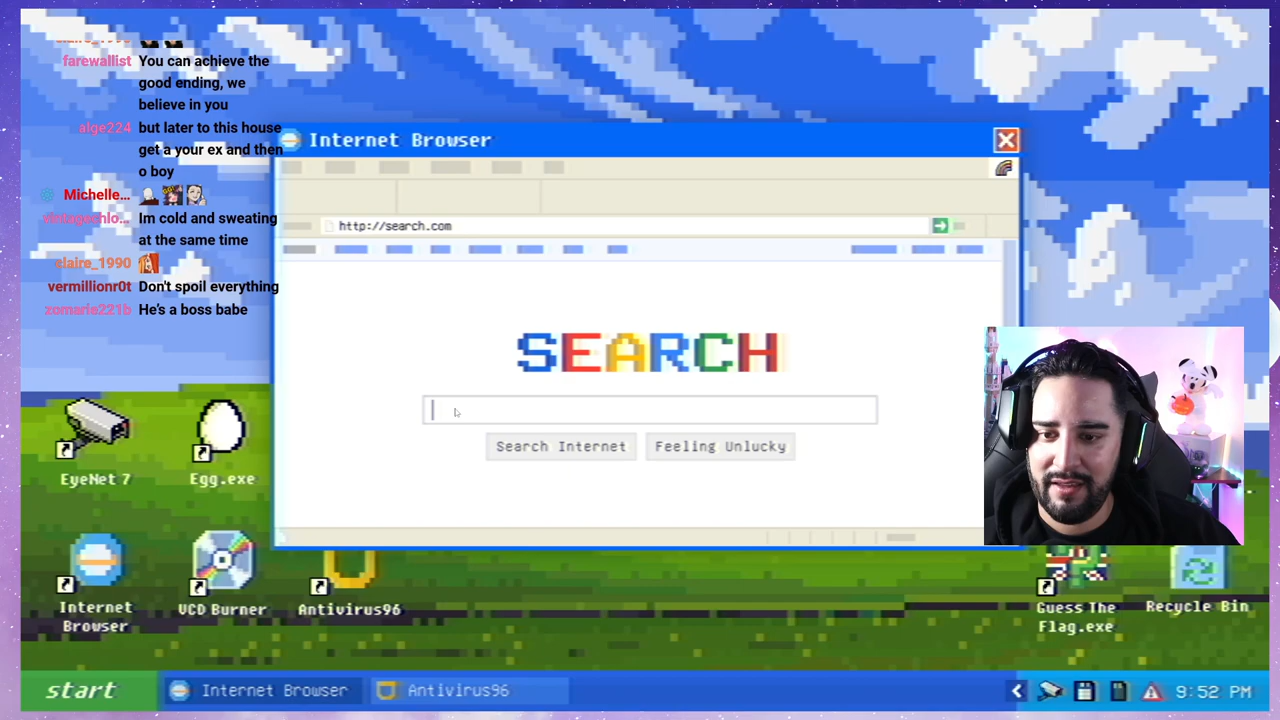 farewallist You can achieve the
good ending, we
believe in you
alge224 but later to this house
get a your ex and then
o boy
Michelle...
Im cold and sweating
at the same time
claire_1990
vermillionr0t Don't spoil everything
zomarie221b He's a boss babe
Internet Browser
http://search.com
SEARCH
Search Internet Feeling Unlucky
EyeNet 7 Egg.exe
Internet
Browser
VCD Burner Antivirus96
Guess The
Flag.exe
Recycle Bin
start Internet Browser Antivirus96 9:52 PM